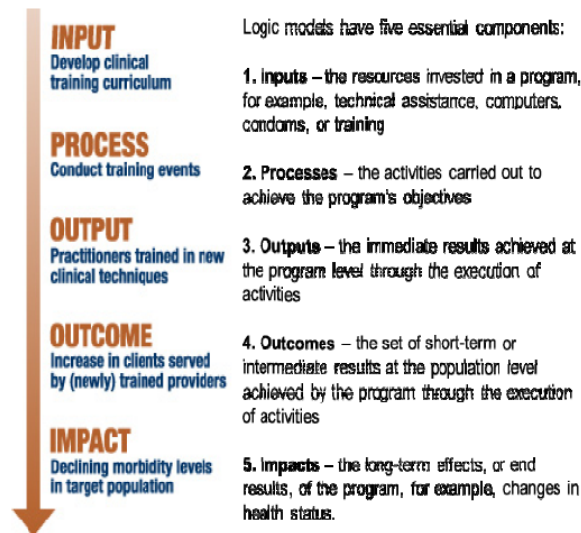 INPUT
Develop clinical
training curriculum
PROCESS
Conduct training events
OUTPUT
Practitioners trained in new
clinical techniques
OUTCOME
Increase in clients served
by (newly) trained providers
IMPACT
Declining morbidity levels
in target population
Logic models have five essential components:
1. Inputs – the resources invested in a program,
for example, technical assistance, computers,
condoms, or training
2. Processes – the activities carried out to
achieve the program's objectives
3. Outputs – the immediate results achieved at
the program level through the execution of
activities
4. Outcomes – the set of short-term or
intermediate results at the population level
achieved by the program through the execution
of activities
5. Impacts – the long-term effects, or end
results, of the program, for example, changes in
health status.